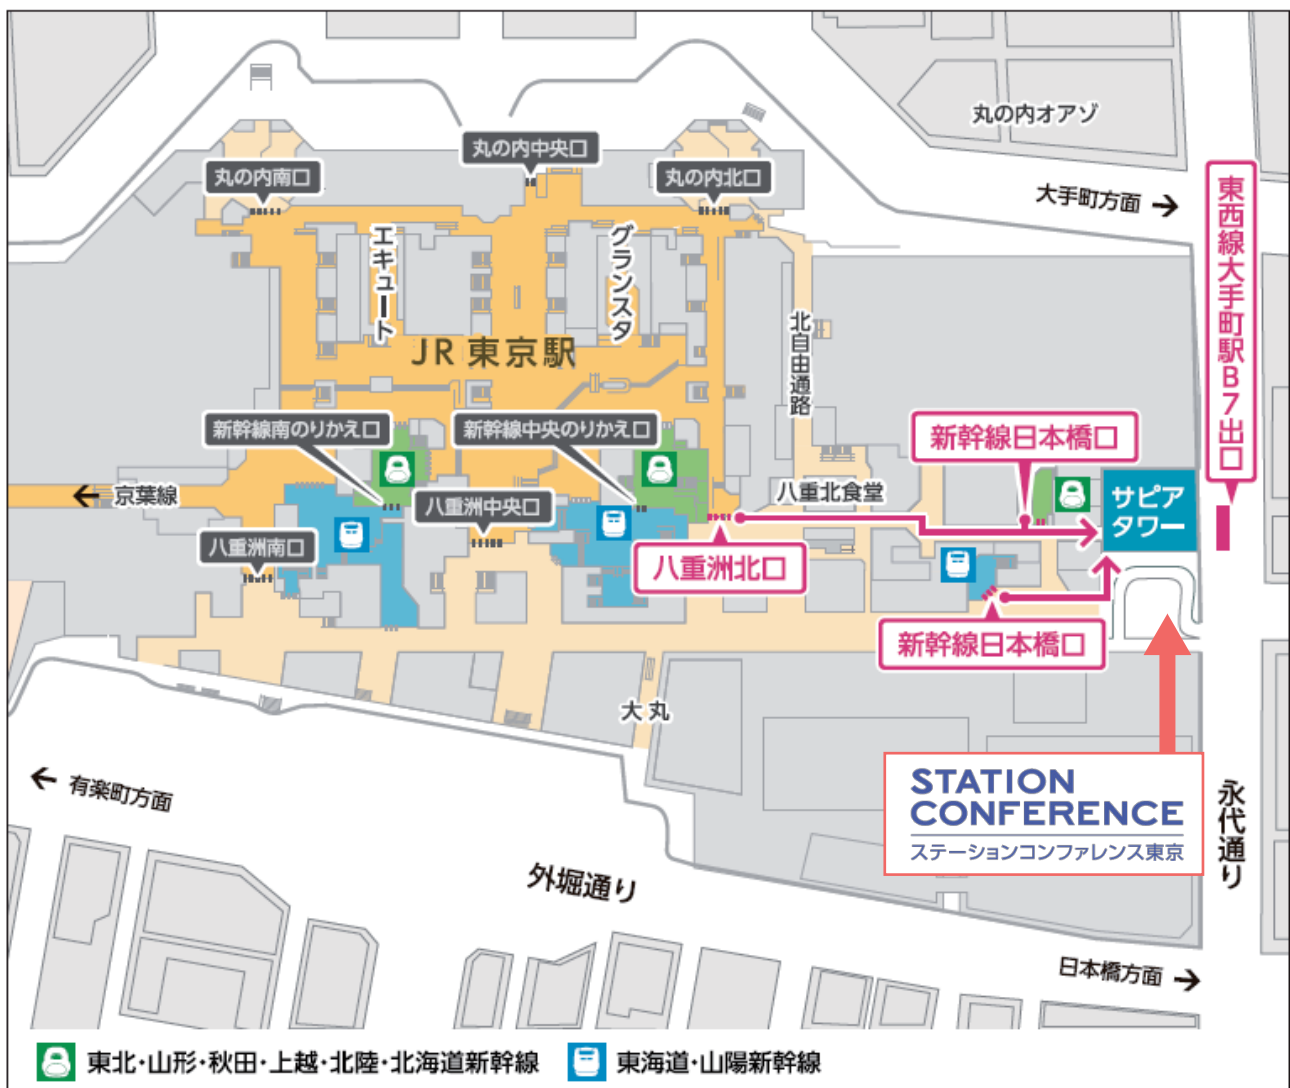 丸の内オアゾ
丸の内中央口
丸の内南口
丸の内北口
大手町方面 →
東西線大手町駅B7出口
エキュート
グランスタ
北自由通路
JR 東京駅
新幹線南のりかえ口
新幹線中央のりかえ口
新幹線日本橋口
← 京葉線
八重洲中央口
八重北食堂
サピア
タワー
八重洲南口
八重洲北口
新幹線日本橋口
大丸
← 有楽町方面
STATION
CONFERENCE
ステーションコンファレンス東京
永代通り
外堀通り
日本橋方面 →
東北・山形・秋田・上越・北陸・北海道新幹線
東海道・山陽新幹線